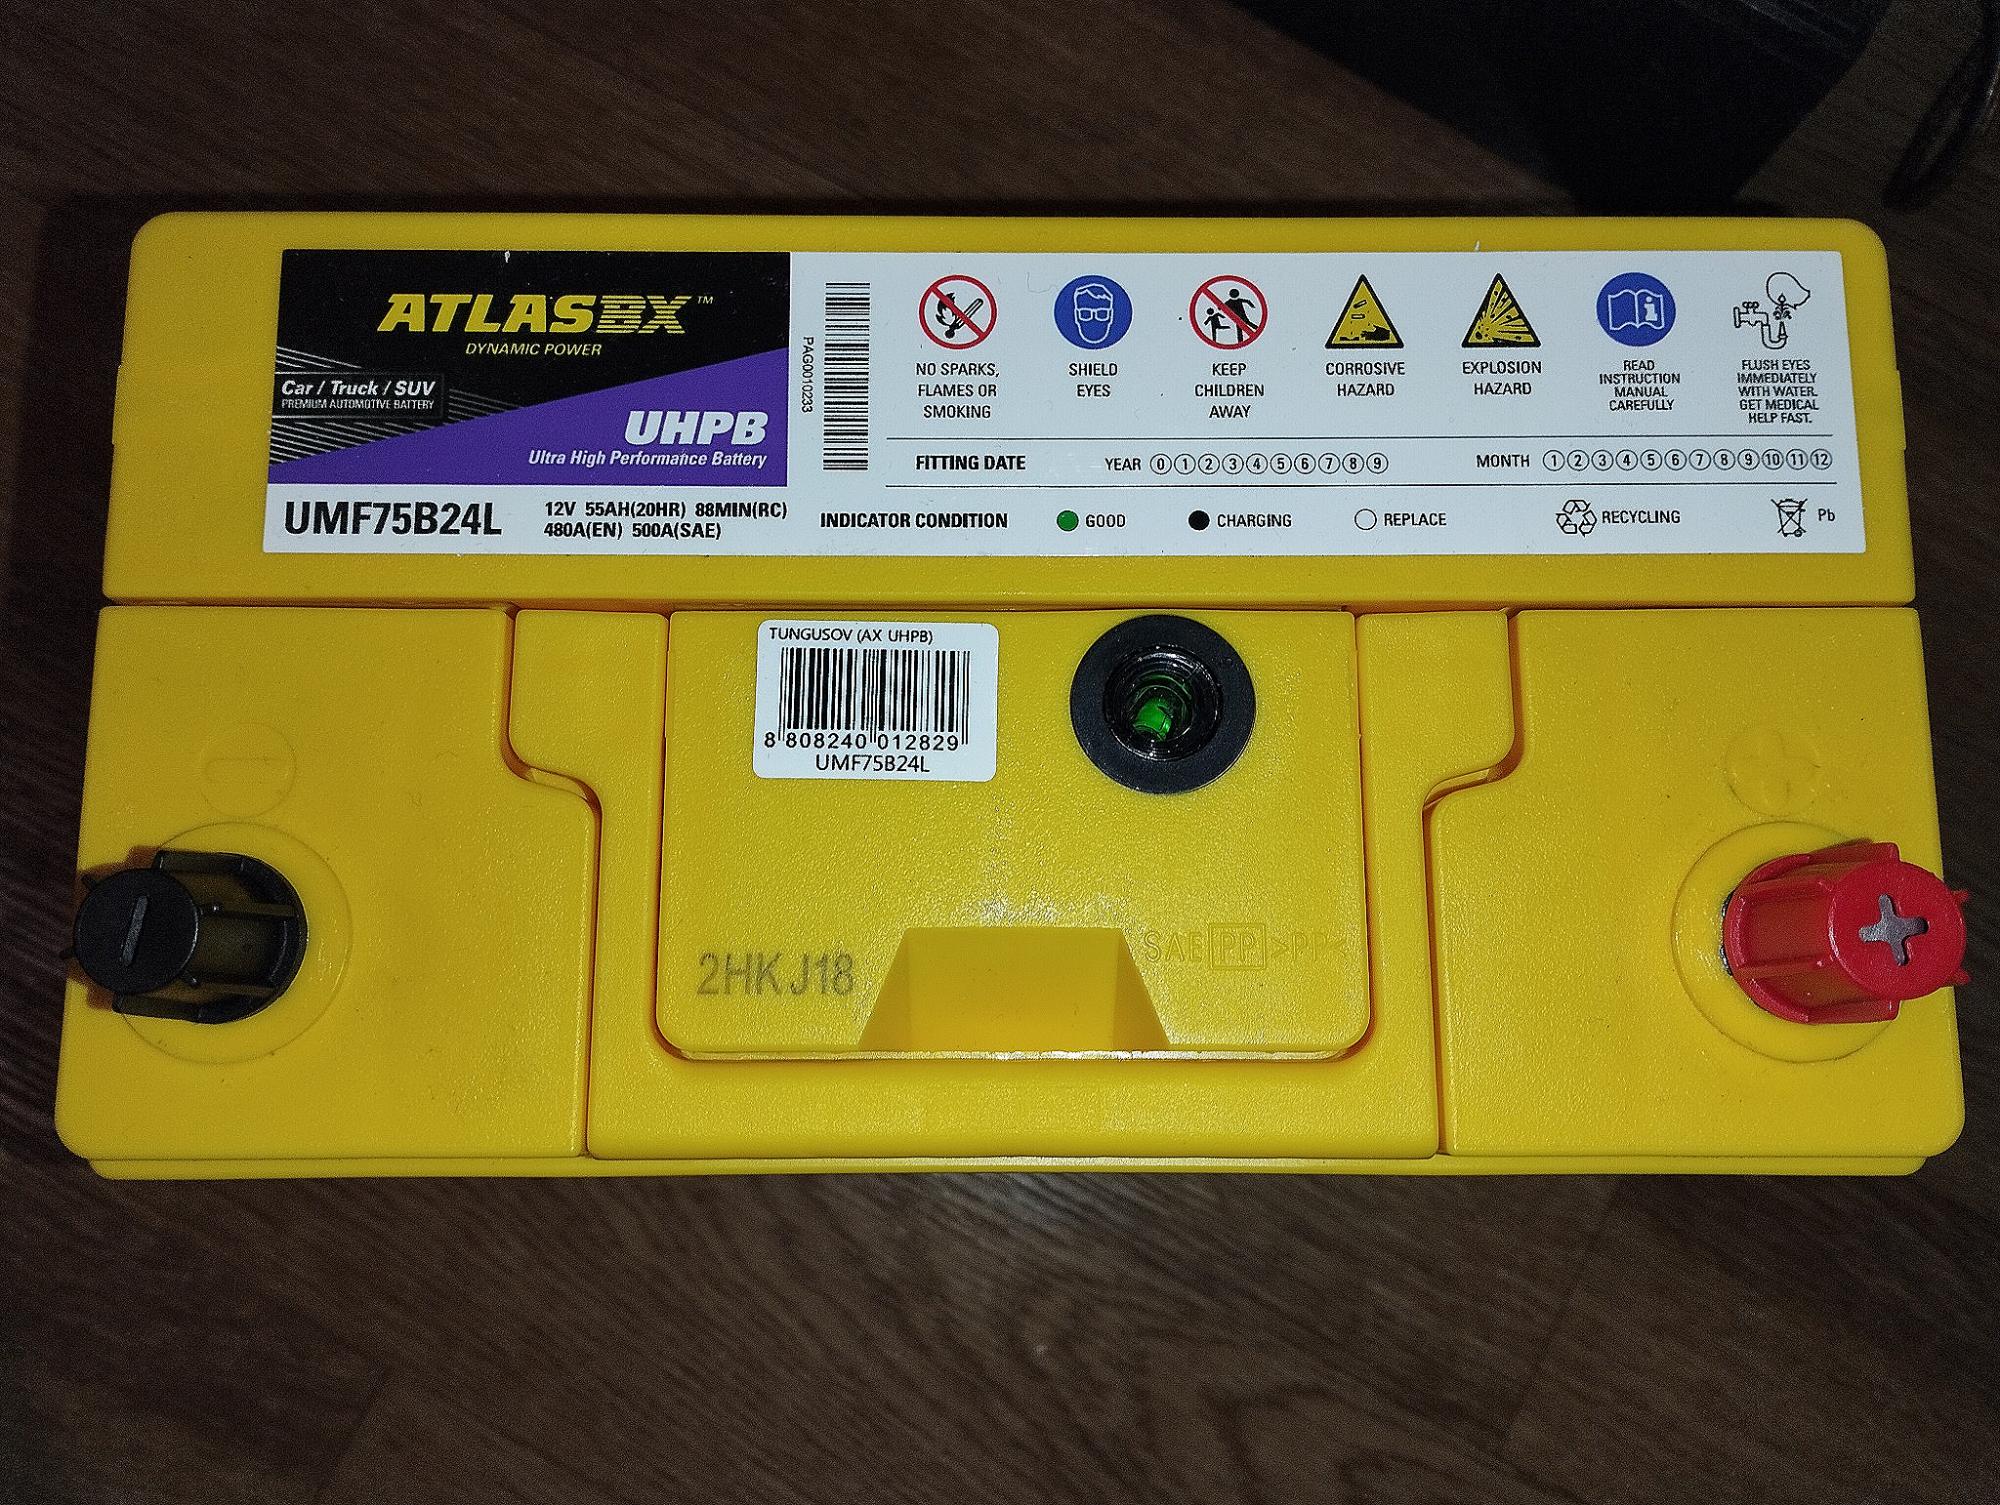 ATLASBX™
DYNAMIC POWER
Car / Truck / SUV
PREMIUM AUTOMOTIVE BATTERY
UHPB
Ultra High Performance Battery
UMF75B24L
12V 55AH(20HR) 88MIN(RC)
480A(EN) 500A(SAE)
PAG0010233
NO SPARKS,
FLAMES OR
SMOKING
SHIELD
EYES
KEEP
CHILDREN
AWAY
CORROSIVE
HAZARD
EXPLOSION
HAZARD
READ
INSTRUCTION
MANUAL
CAREFULLY
FLUSH EYES
IMMEDIATELY
WITH WATER.
GET MEDICAL
HELP FAST.
FITTING DATE YEAR 0 1 2 3 4 5 6 7 8 9 MONTH 1 2 3 4 5 6 7 8 9 10 11 12
INDICATOR CONDITION GOOD CHARGING REPLACE RECYCLING Pb
TUNGUSOV (AX UHPB)
8 808240 012829
UMF75B24L
2HKJ18
SAE PP >PP